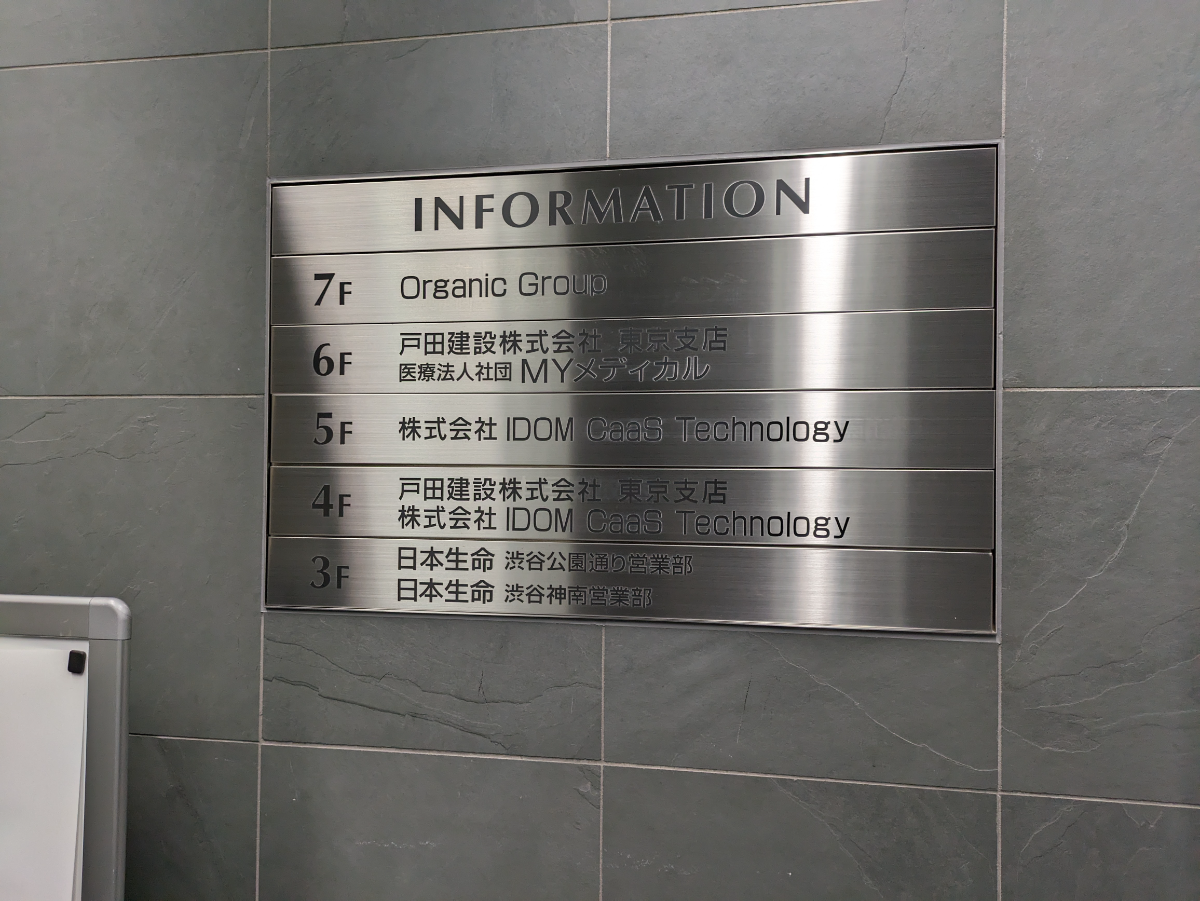 INFORMATION
7F Organic Group
6F 戸田建設株式会社 東京支店
医療法人社団 MYメディカル
5F 株式会社 IDOM CaaS Technology
4F 戸田建設株式会社 東京支店
株式会社 IDOM CaaS Technology
3F 日本生命 渋谷公園通り営業部
日本生命 渋谷神南営業部